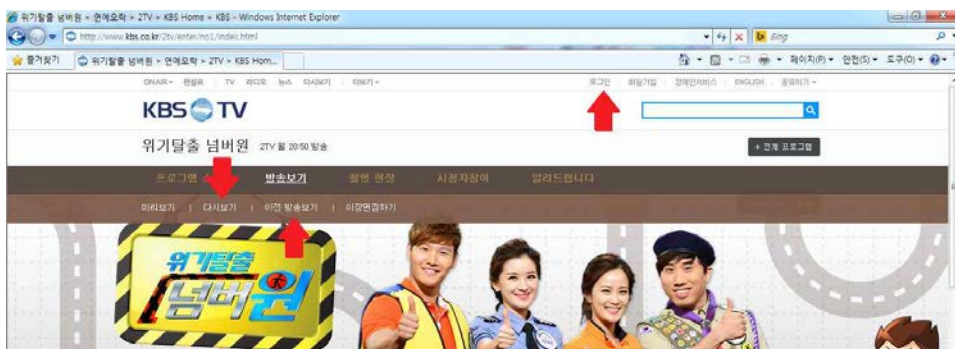 위기탈출 넘버원 > 연예오락 > 2TV > KBS Home > KBS - Windows Internet Explorer
http://www.kbs.co.kr/2tv/enter/no1/index.html
Bing
즐겨찾기 위기탈출 넘버원 > 연예오락 > 2TV > KBS Hom... 페이지(P) 안전(S) 도구(O)
ONAIR 편성표 TV 라디오 뉴스 다시보기 더보기 로그인 회원가입 장애인서비스 ENGLISH 공유하기
KBS TV
위기탈출 넘버원 2TV 월 20:50 방송 + 전체 프로그램
프로그램 방송보기 촬영 현장 시청자참여 알려드립니다
미리보기 다시보기 이전 방송보기 이장면찜하기
위기탈출
넘버원